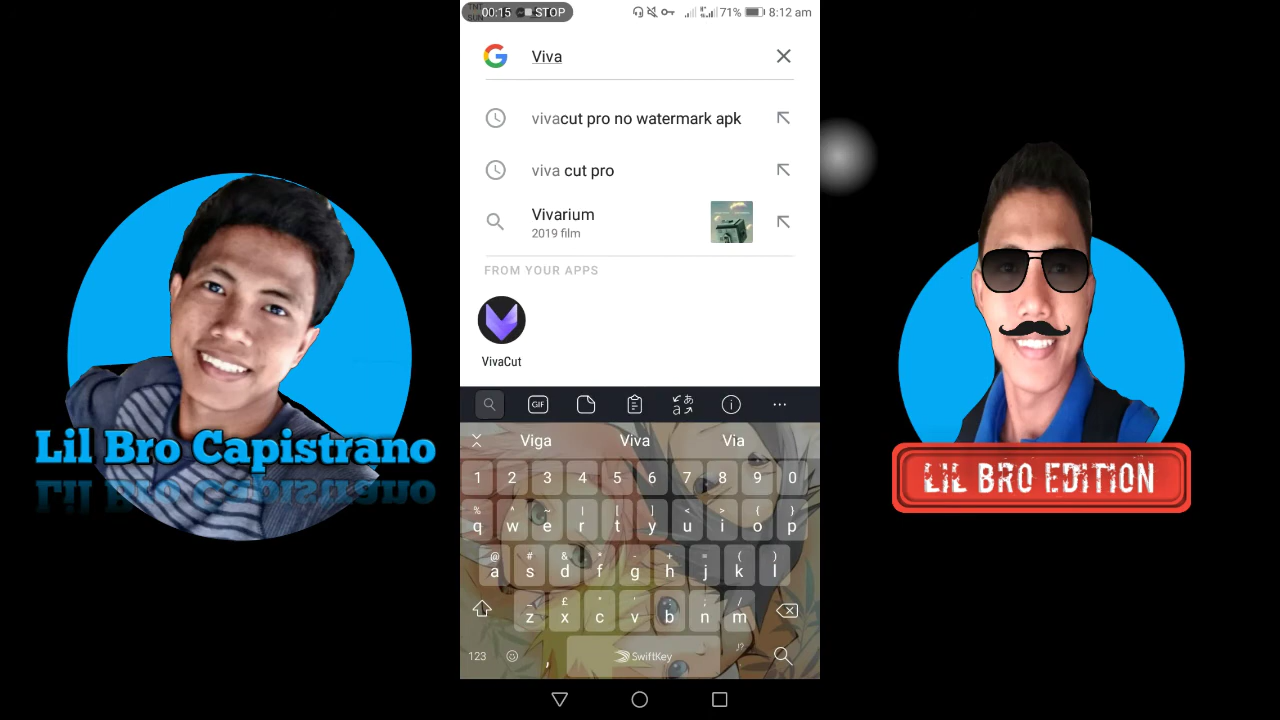 00:15 STOP
71% 8:12 am
Viva
vivacut pro no watermark apk
viva cut pro
Vivarium
2019 film
FROM YOUR APPS
VivaCut
GIF
Viga Viva Via
1 2 3 4 5 6 7 8 9 0
% ^ ~ | [ ] < > { }
q w e r t y u i o p
@ # & * - + = ( )
a s d f g h j k l
_ £ " ' : ; /
z x c v b n m
123 , SwiftKey .!?
Lil Bro Capistrano
LIL BRO EDITION